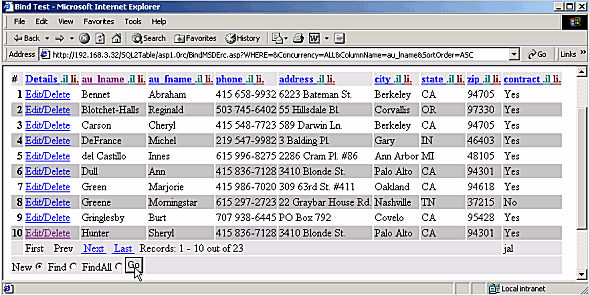 Bind Test - Microsoft Internet Explorer
File Edit View Favorites Tools Help
Back Search Favorites History
Address http://192.168.3.32/SQL2Table/asp1.0rc/BindMSDErc.asp?WHERE=&Concurrency=ALL&ColumnName=au_lname&SortOrder=ASC Go Links »
# Details .il li. au_lname .il li. au_fname .il li. phone .il li. address .il li. city .il li. state .il li. zip .il li. contract .il li.
1 Edit/Delete Bennet Abraham 415 658-9932 6223 Bateman St. Berkeley CA 94705 Yes
2 Edit/Delete Blotchet-Halls Reginald 503 745-6402 55 Hillsdale Bl. Corvallis OR 97330 Yes
3 Edit/Delete Carson Cheryl 415 548-7723 589 Darwin Ln. Berkeley CA 94705 Yes
4 Edit/Delete DeFrance Michel 219 547-9982 3 Balding Pl. Gary IN 46403 Yes
5 Edit/Delete del Castillo Innes 615 996-8275 2286 Cram Pl. #86 Ann Arbor MI 48105 Yes
6 Edit/Delete Dull Ann 415 836-7128 3410 Blonde St. Palo Alto CA 94301 Yes
7 Edit/Delete Green Marjorie 415 986-7020 309 63rd St. #411 Oakland CA 94618 Yes
8 Edit/Delete Greene Morningstar 615 297-2723 22 Graybar House Rd. Nashville TN 37215 No
9 Edit/Delete Gringlesby Burt 707 938-6445 PO Box 792 Covelo CA 95428 Yes
10 Edit/Delete Hunter Sheryl 415 836-7128 3410 Blonde St. Palo Alto CA 94301 Yes
First Prev Next Last Records: 1 - 10 out of 23 jal
New Find FindAll Go
Local intranet